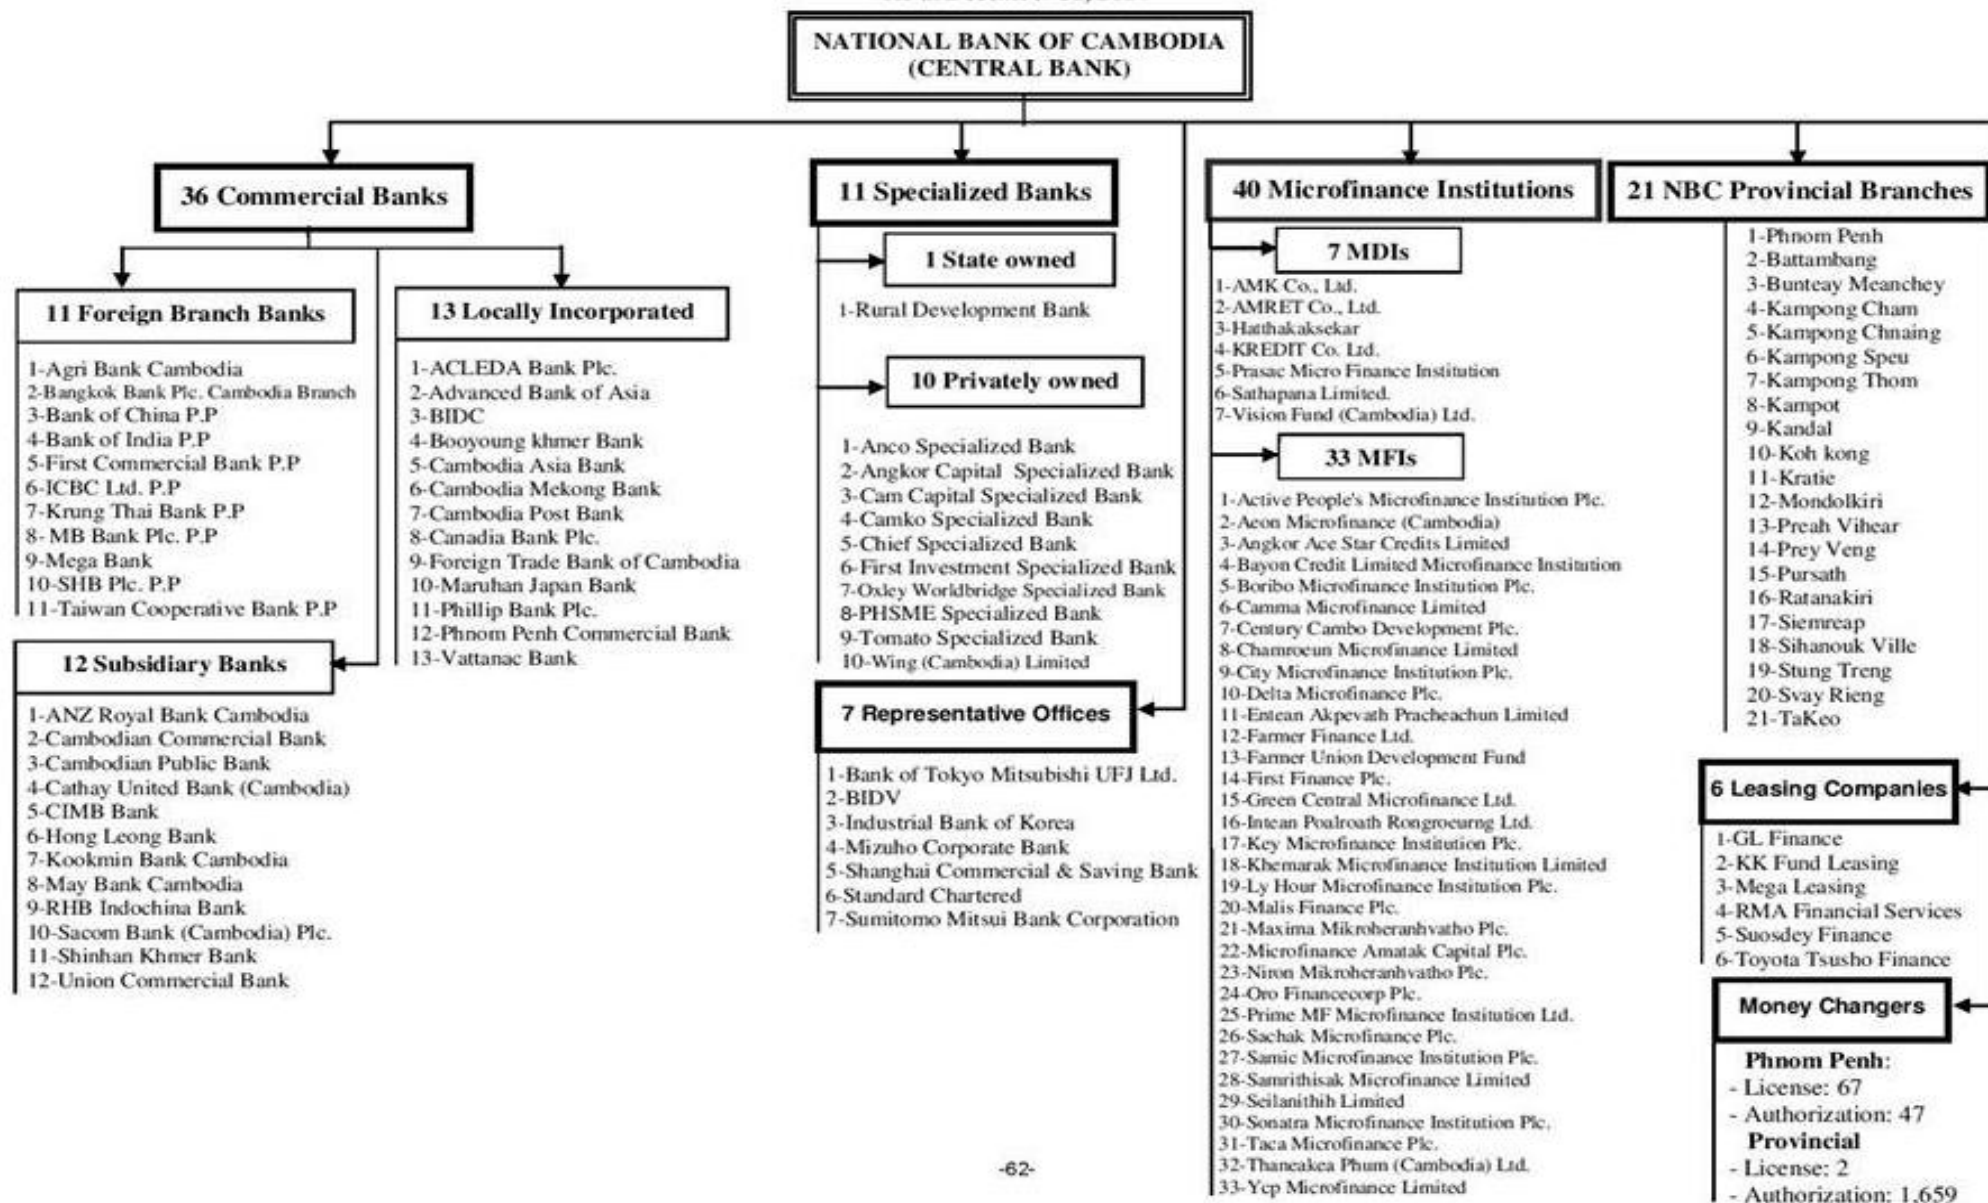 NATIONAL BANK OF CAMBODIA
(CENTRAL BANK)
36 Commercial Banks
11 Foreign Branch Banks
1-Agri Bank Cambodia
2-Bangkok Bank Plc. Cambodia Branch
3-Bank of China P.P
4-Bank of India P.P
5-First Commercial Bank P.P
6-ICBC Ltd. P.P
7-Krung Thai Bank P.P
8- MB Bank Plc. P.P
9-Mega Bank
10-SHB Plc. P.P
11-Taiwan Cooperative Bank P.P
12 Subsidiary Banks
1-ANZ Royal Bank Cambodia
2-Cambodian Commercial Bank
3-Cambodian Public Bank
4-Cathay United Bank (Cambodia)
5-CIMB Bank
6-Hong Leong Bank
7-Kookmin Bank Cambodia
8-May Bank Cambodia
9-RHB Indochina Bank
10-Sacom Bank (Cambodia) Plc.
11-Shinhan Khmer Bank
12-Union Commercial Bank
13 Locally Incorporated
1-ACLEDA Bank Plc.
2-Advanced Bank of Asia
3-BIDC
4-Booyoung khmer Bank
5-Cambodia Asia Bank
6-Cambodia Mekong Bank
7-Cambodia Post Bank
8-Canadia Bank Plc.
9-Foreign Trade Bank of Cambodia
10-Maruhan Japan Bank
11-Phillip Bank Plc.
12-Phnom Penh Commercial Bank
13-Vattanac Bank
11 Specialized Banks
1 State owned
1-Rural Development Bank
10 Privately owned
1-Anco Specialized Bank
2-Angkor Capital Specialized Bank
3-Cam Capital Specialized Bank
4-Camko Specialized Bank
5-Chief Specialized Bank
6-First Investment Specialized Bank
7-Oxley Worldbridge Specialized Bank
8-PHSME Specialized Bank
9-Tomato Specialized Bank
10-Wing (Cambodia) Limited
7 Representative Offices
1-Bank of Tokyo Mitsubishi UFJ Ltd.
2-BIDV
3-Industrial Bank of Korea
4-Mizuho Corporate Bank
5-Shanghai Commercial & Saving Bank
6-Standard Chartered
7-Sumitomo Mitsui Bank Corporation
40 Microfinance Institutions
7 MDIs
1-AMK Co., Ltd.
2-AMRET Co., Ltd.
3-Hatthakaksekar
4-KREDIT Co. Ltd.
5-Prasac Micro Finance Institution
6-Sathapana Limited.
7-Vision Fund (Cambodia) Ltd.
33 MFIs
1-Active People's Microfinance Institution Plc.
2-Aeon Microfinance (Cambodia)
3-Angkor Ace Star Credits Limited
4-Bayon Credit Limited Microfinance Institution
5-Boribo Microfinance Institution Plc.
6-Camma Microfinance Limited
7-Century Cambo Development Plc.
8-Chamroeun Microfinance Limited
9-City Microfinance Institution Plc.
10-Delta Microfinance Plc.
11-Entean Akpevath Pracheachun Limited
12-Farmer Finance Ltd.
13-Farmer Union Development Fund
14-First Finance Plc.
15-Green Central Microfinance Ltd.
16-Intean Poalroath Rongroeurng Ltd.
17-Key Microfinance Institution Plc.
18-Khemarak Microfinance Institution Limited
19-Ly Hour Microfinance Institution Plc.
20-Malis Finance Plc.
21-Maxima Mikroheranhvatho Plc.
22-Microfinance Amatak Capital Plc.
23-Niron Mikroheranhvatho Plc.
24-Oro Financecorp Plc.
25-Prime MF Microfinance Institution Ltd.
26-Sachak Microfinance Plc.
27-Samic Microfinance Institution Plc.
28-Samrithisak Microfinance Limited
29-Seilanithih Limited
30-Sonatra Microfinance Institution Plc.
31-Taca Microfinance Plc.
32-Thaneakea Phum (Cambodia) Ltd.
33-Ycp Microfinance Limited
21 NBC Provincial Branches
1-Phnom Penh
2-Battambang
3-Bunteay Meanchey
4-Kampong Cham
5-Kampong Chnaing
6-Kampong Speu
7-Kampong Thom
8-Kampot
9-Kandal
10-Koh kong
11-Kratie
12-Mondolkiri
13-Preah Vihear
14-Prey Veng
15-Pursath
16-Ratanakiri
17-Siemreap
18-Sihanouk Ville
19-Stung Treng
20-Svay Rieng
21-TaKeo
6 Leasing Companies
1-GL Finance
2-KK Fund Leasing
3-Mega Leasing
4-RMA Financial Services
5-Suosdey Finance
6-Toyota Tsusho Finance
Money Changers
Phnom Penh:
- License: 67
- Authorization: 47
Provincial
- License: 2
- Authorization: 1,659
-62-